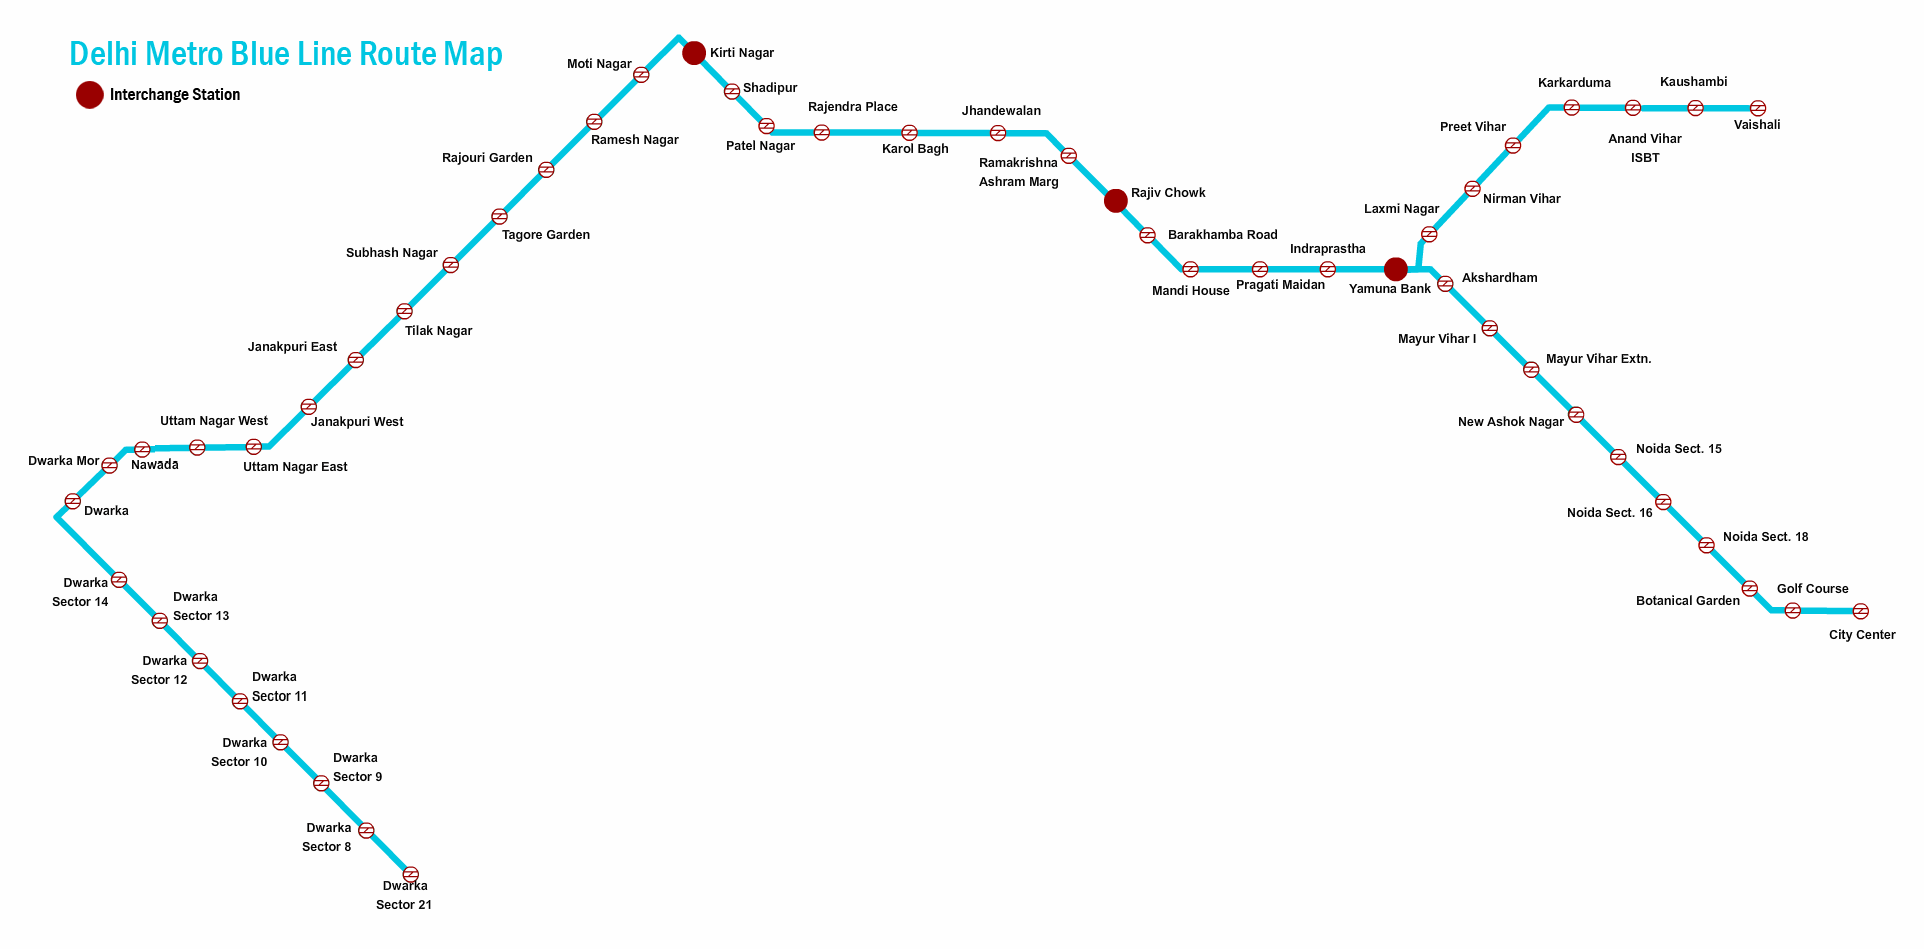 Delhi Metro Blue Line Route Map
Interchange Station
Kirti Nagar
Moti Nagar
Shadipur
Ramesh Nagar
Patel Nagar
Rajendra Place
Karol Bagh
Jhandewalan
Ramakrishna
Ashram Marg
Rajiv Chowk
Barakhamba Road
Mandi House
Pragati Maidan
Indraprastha
Yamuna Bank
Laxmi Nagar
Nirman Vihar
Preet Vihar
Karkarduma
Anand Vihar
ISBT
Kaushambi
Vaishali
Akshardham
Mayur Vihar I
Mayur Vihar Extn.
New Ashok Nagar
Noida Sect. 15
Noida Sect. 16
Noida Sect. 18
Botanical Garden
Golf Course
City Center
Rajouri Garden
Tagore Garden
Subhash Nagar
Tilak Nagar
Janakpuri East
Janakpuri West
Uttam Nagar West
Uttam Nagar East
Nawada
Dwarka Mor
Dwarka
Dwarka
Sector 14
Dwarka
Sector 13
Dwarka
Sector 12
Dwarka
Sector 11
Dwarka
Sector 10
Dwarka
Sector 9
Dwarka
Sector 8
Dwarka
Sector 21